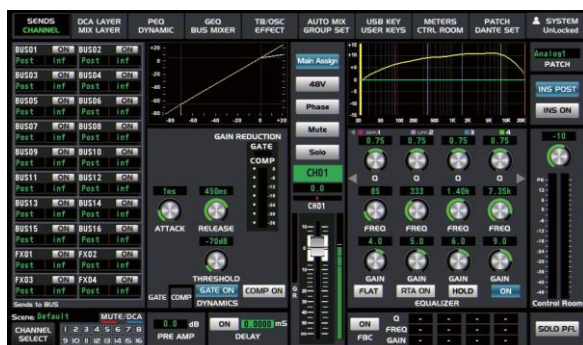 SENDS DCA LAYER PEQ GEQ TB/OSC AUTO MIX USB KEY METERS PATCH SYSTEM
CHANNEL MIX LAYER DYNAMIC BUS MIXER EFFECT GROUP SET USER KEYS CTRL ROOM DANTE SET UnLocked
BUS01 ON BUS02 ON
Post inf Post inf
BUS03 ON BUS04 ON
Post inf Post inf
BUS05 ON BUS06 ON
Post inf Post inf
BUS07 ON BUS08 ON
Post inf Post inf
BUS09 ON BUS10 ON
Post inf Post inf
BUS11 ON BUS12 ON
Post inf Post inf
BUS13 ON BUS14 ON
Post inf Post inf
BUS15 ON BUS16 ON
Post inf Post inf
FX01 ON FX02 ON
Post inf Post inf
FX03 ON FX04 ON
Post inf Post inf
Sends to BUS
Scene: Default MUTE/DCA
CHANNEL SELECT
1 2 3 4 5 6 7 8
9 10 11 12 13 14 15 16
GAIN REDUCTION
GATE
COMP
1ms 450ms
ATTACK RELEASE
-70dB
THRESHOLD
GATE COMP GATE ON COMP ON
DYNAMICS
0.0 dB ON 0.0000 mS
PRE AMP DELAY
Main Assign
48V
Phase
Mute
Solo
CH01
0.0
CH01
20 50 100 200 500 1K 2K 5K 10K 20K
0.75 0.75 0.75 0.75
Q Q Q Q
85 333 1.40k 7.35k
FREQ FREQ FREQ FREQ
4.0 5.0 6.0 9.0
GAIN GAIN GAIN GAIN
FLAT RTA ON HOLD ON
EQUALIZER
ON Q - - - -
FBC FREQ - - - -
GAIN - - - -
Analog1
PATCH
INS POST
INS ON
-10
Control Room
SOLO PFL